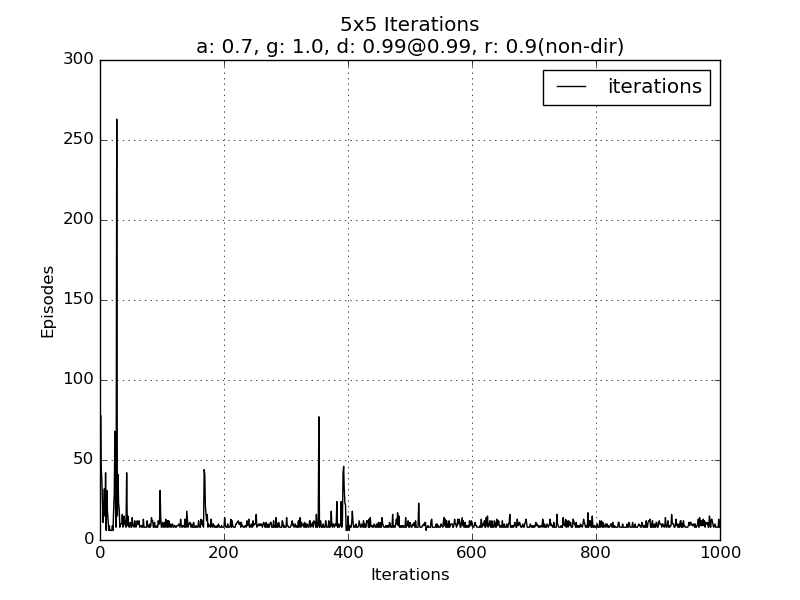 5x5 Iterations
a: 0.7, g: 1.0, d: 0.99@0.99, r: 0.9(non-dir)
300
iterations
250
200
150
100
50
0
Episodes
0 200 400 600 800 1000
Iterations